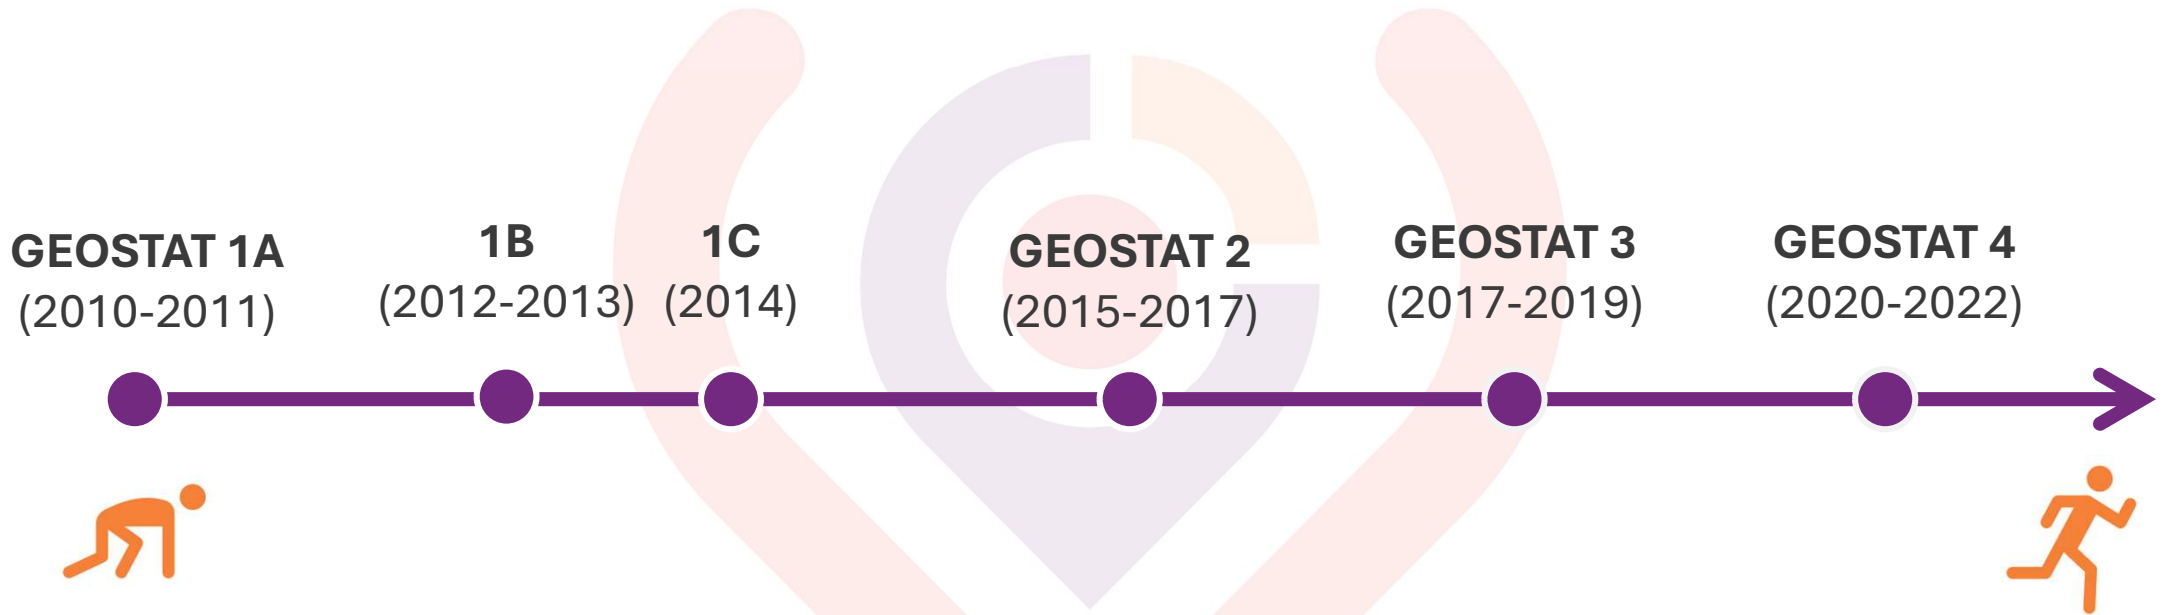 GEOSTAT 1A
(2010-2011)
1B
(2012-2013)
1C
(2014)
GEOSTAT 2
(2015-2017)
GEOSTAT 3
(2017-2019)
GEOSTAT 4
(2020-2022)